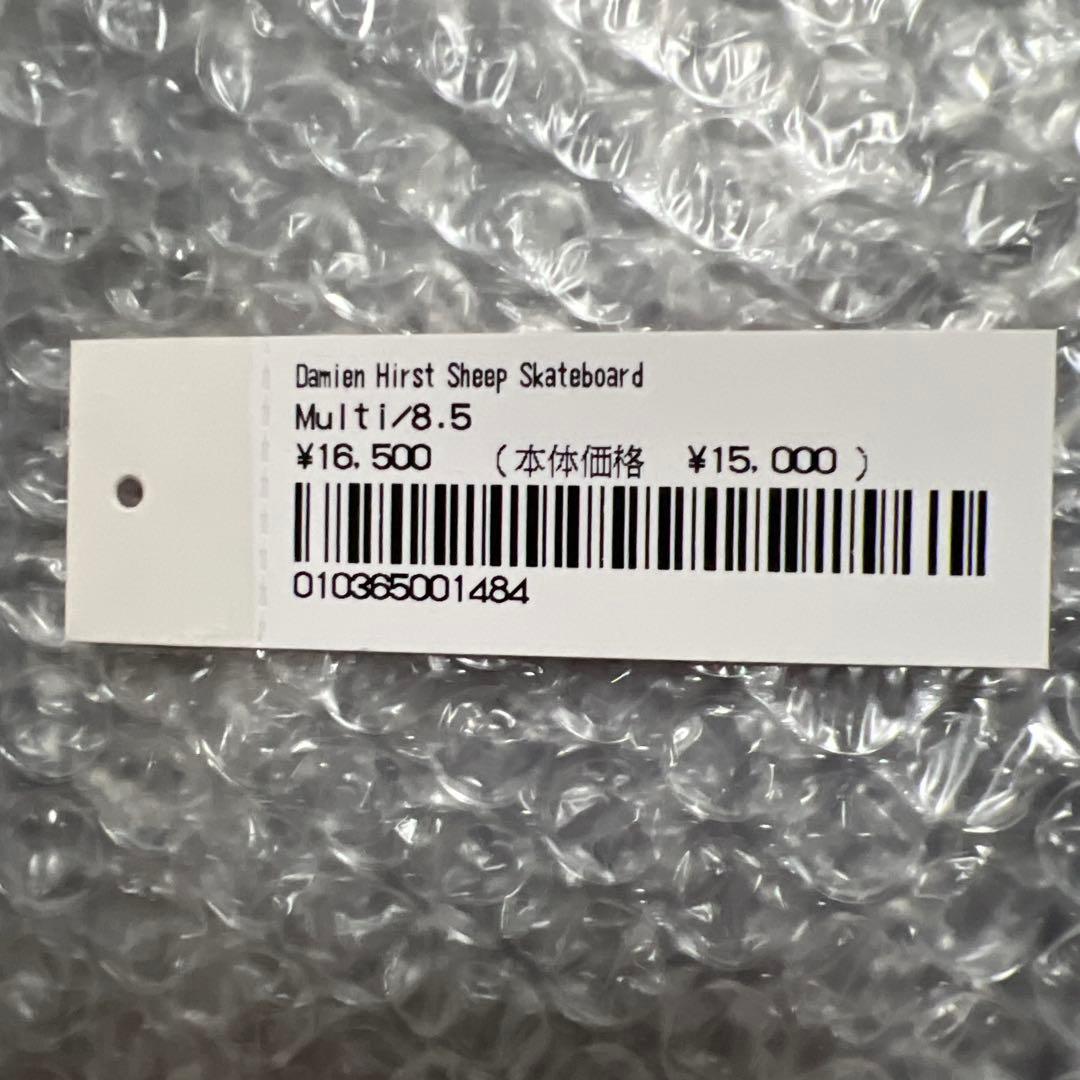 Damien Hirst Sheep Skateboard
Multi/8.5
¥16,500 (本体価格 ¥15,000 )
010365001484